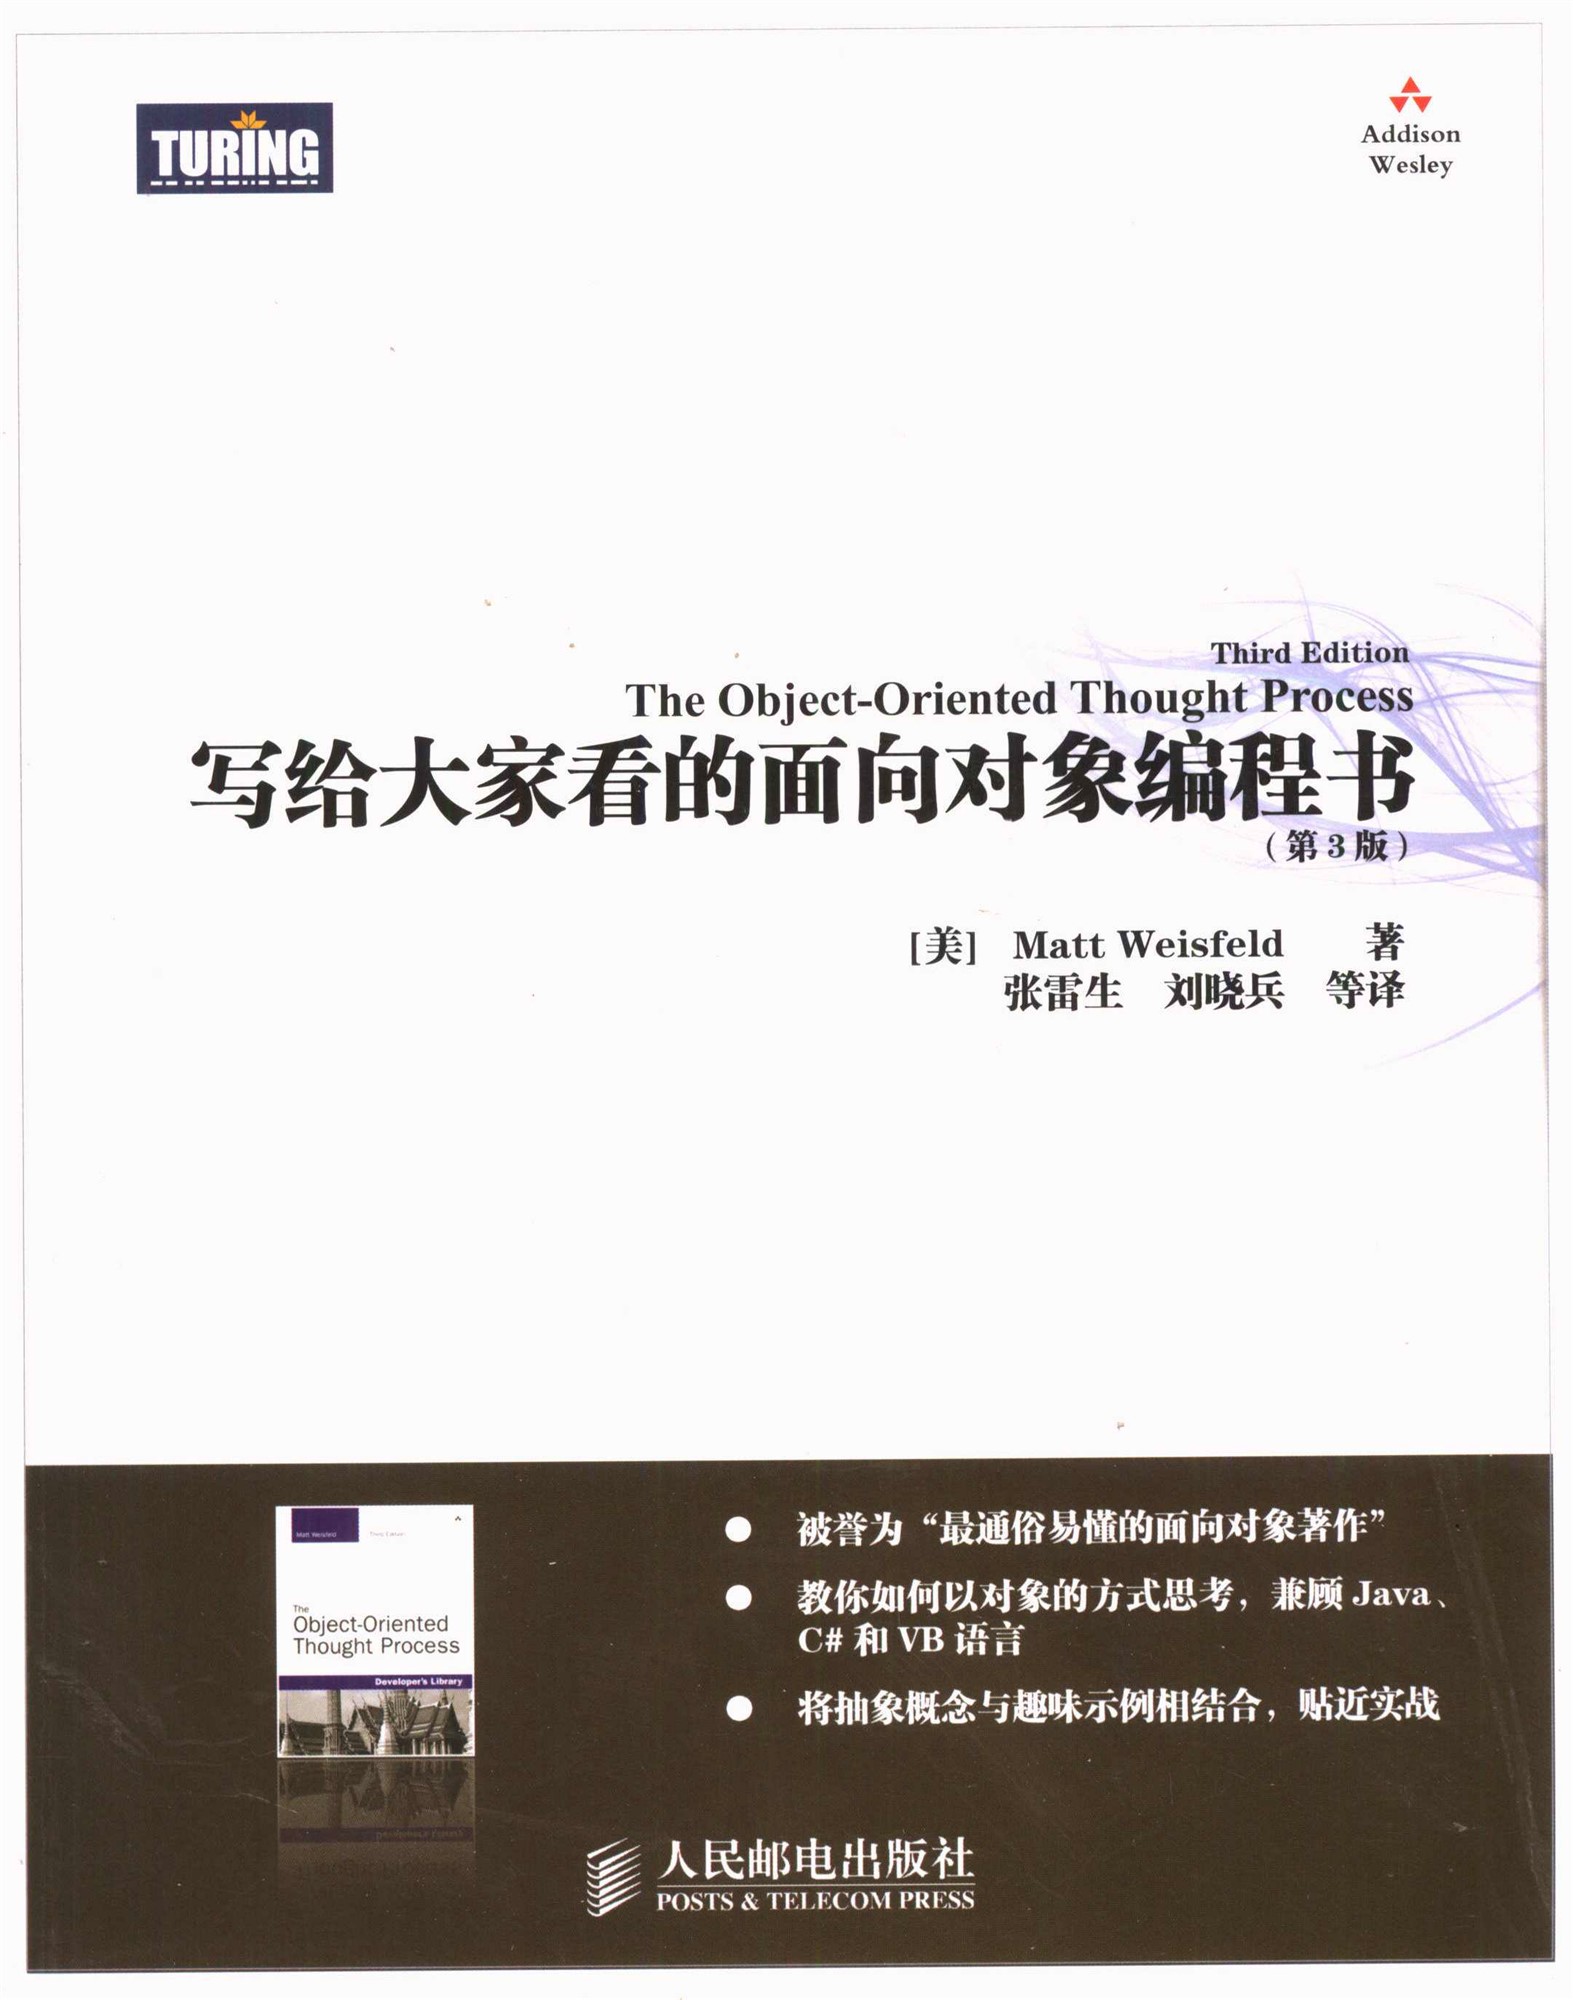 TURING
Addison
Wesley
Third Edition
The Object-Oriented Thought Process
写给大家看的面向对象编程书
（第3版）
[美] Matt Weisfeld 著
张雷生 刘晓兵 等译
Matt Weisfeld
Third Edition
The
Object-Oriented
Thought Process
Developer's Library
● 被誉为“最通俗易懂的面向对象著作”
● 教你如何以对象的方式思考，兼顾 Java、
C# 和 VB 语言
● 将抽象概念与趣味示例相结合，贴近实战
人民邮电出版社
POSTS & TELECOM PRESS